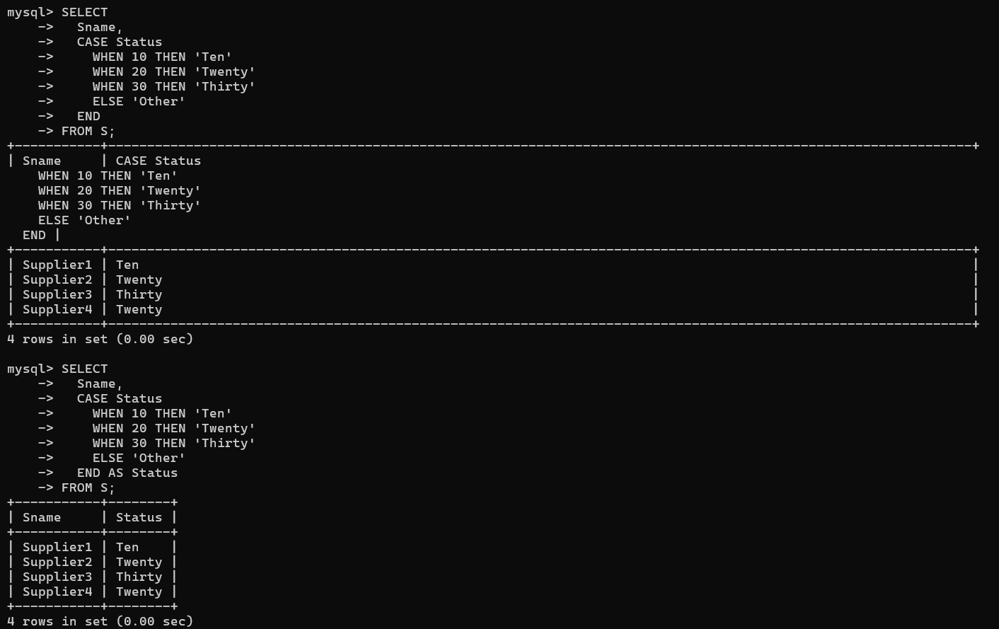 mysql> SELECT
    ->   Sname,
    ->   CASE Status
    ->     WHEN 10 THEN 'Ten'
    ->     WHEN 20 THEN 'Twenty'
    ->     WHEN 30 THEN 'Thirty'
    ->     ELSE 'Other'
    ->   END
    -> FROM S;
+-----------+---------------------------------------------------------------------------------------------------------------+
| Sname     | CASE Status
    WHEN 10 THEN 'Ten'
    WHEN 20 THEN 'Twenty'
    WHEN 30 THEN 'Thirty'
    ELSE 'Other'
  END |
+-----------+---------------------------------------------------------------------------------------------------------------+
| Supplier1 | Ten                                                                                                           |
| Supplier2 | Twenty                                                                                                        |
| Supplier3 | Thirty                                                                                                        |
| Supplier4 | Twenty                                                                                                        |
+-----------+---------------------------------------------------------------------------------------------------------------+
4 rows in set (0.00 sec)

mysql> SELECT
    ->   Sname,
    ->   CASE Status
    ->     WHEN 10 THEN 'Ten'
    ->     WHEN 20 THEN 'Twenty'
    ->     WHEN 30 THEN 'Thirty'
    ->     ELSE 'Other'
    ->   END AS Status
    -> FROM S;
+-----------+--------+
| Sname     | Status |
+-----------+--------+
| Supplier1 | Ten    |
| Supplier2 | Twenty |
| Supplier3 | Thirty |
| Supplier4 | Twenty |
+-----------+--------+
4 rows in set (0.00 sec)